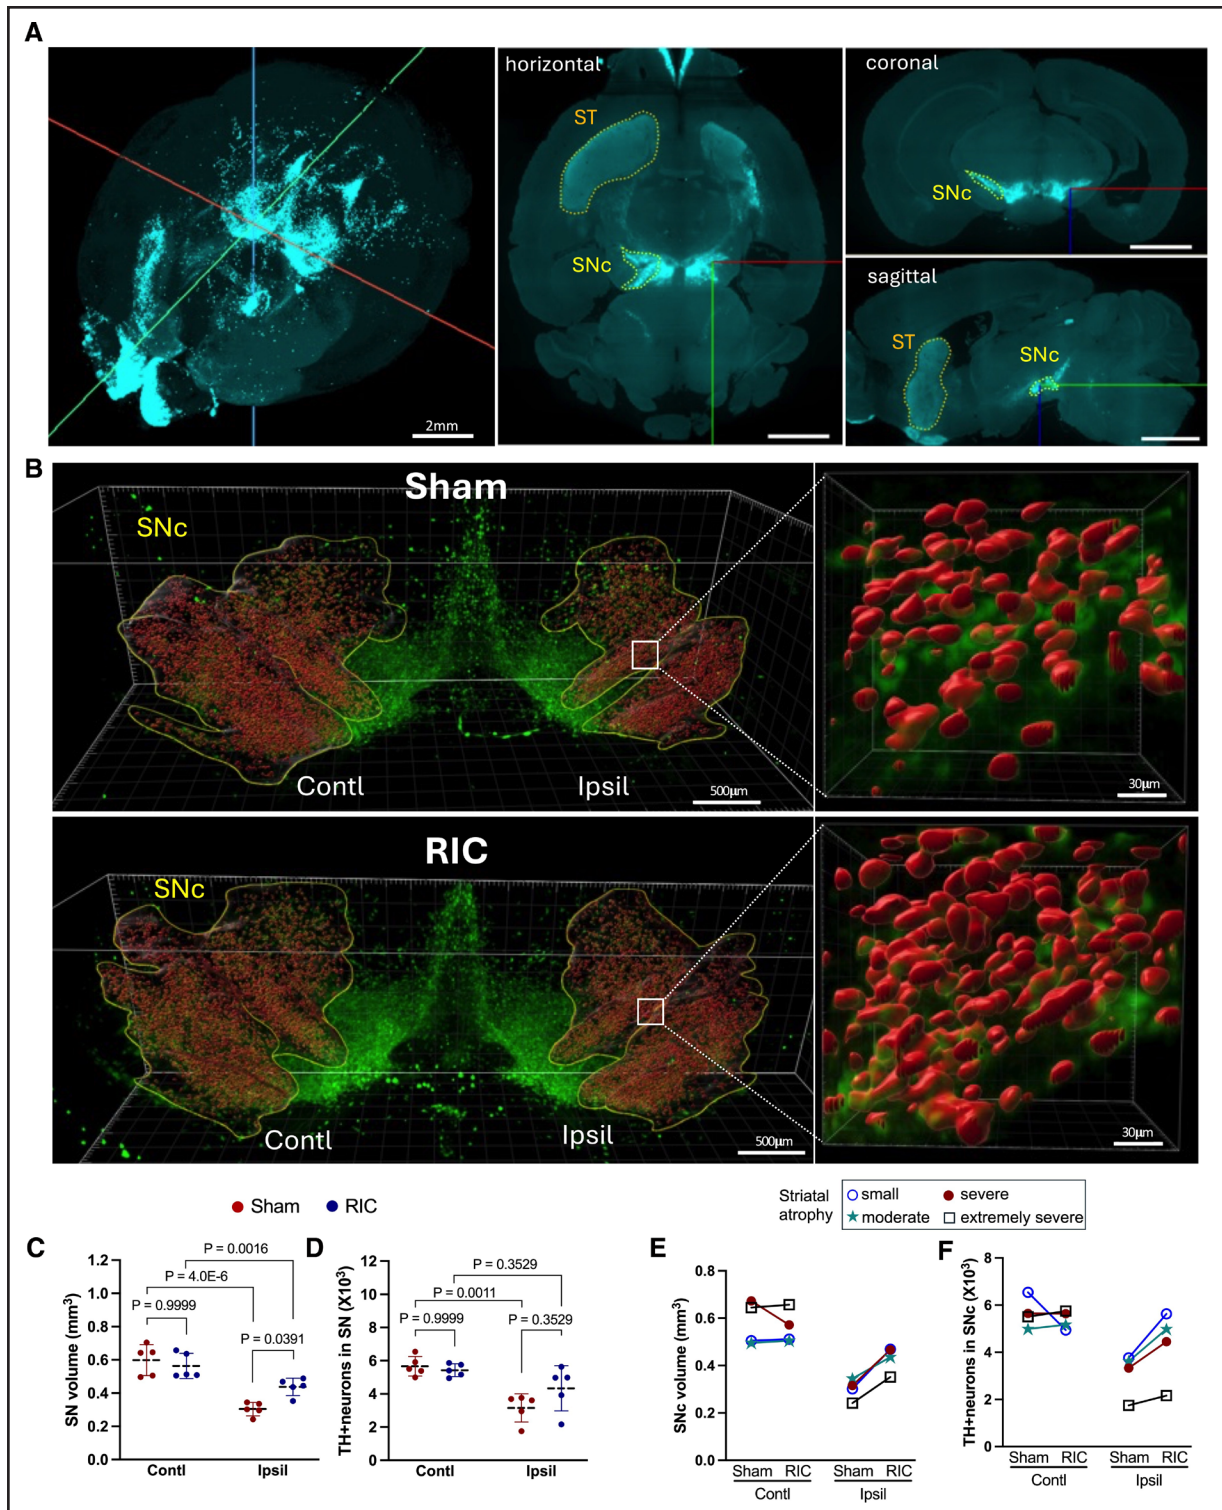 A
horizontal
ST
SNc
2mm
coronal
SNc
sagittal
ST
SNc
B
Sham
SNc
Contl
Ipsil
500µm
30µm
RIC
SNc
Contl
Ipsil
500µm
30µm
Sham
RIC
Striatal
atrophy
small
severe
moderate
extremely severe
C
P = 0.0016
P = 4.0E-6
P = 0.9999
P = 0.0391
SN volume (mm³)
1.2
1.0
0.8
0.6
0.4
0.2
0.0
Contl
Ipsil
D
P = 0.3529
P = 0.0011
P = 0.9999
P = 0.3529
TH+neurons in SN (X10³)
12
10
8
6
4
2
0
Contl
Ipsil
E
SNc volume (mm³)
0.8
0.6
0.4
0.2
0.0
Sham RIC Sham RIC
Contl Ipsil
F
TH+neurons in SNc (X10³)
8
6
4
2
0
Sham RIC Sham RIC
Contl Ipsil